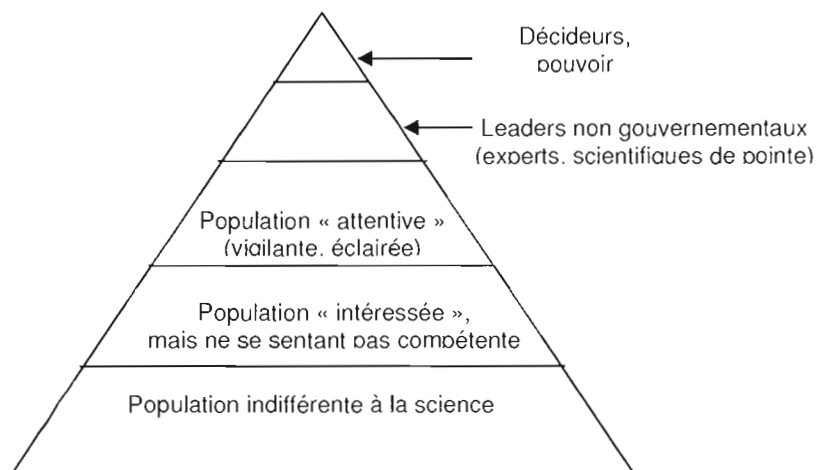 Décideurs,
pouvoir
Leaders non gouvernementaux
(experts, scientifiques de pointe)
Population « attentive »
(vigilante, éclairée)
Population « intéressée »,
mais ne se sentant pas compétente
Population indifférente à la science